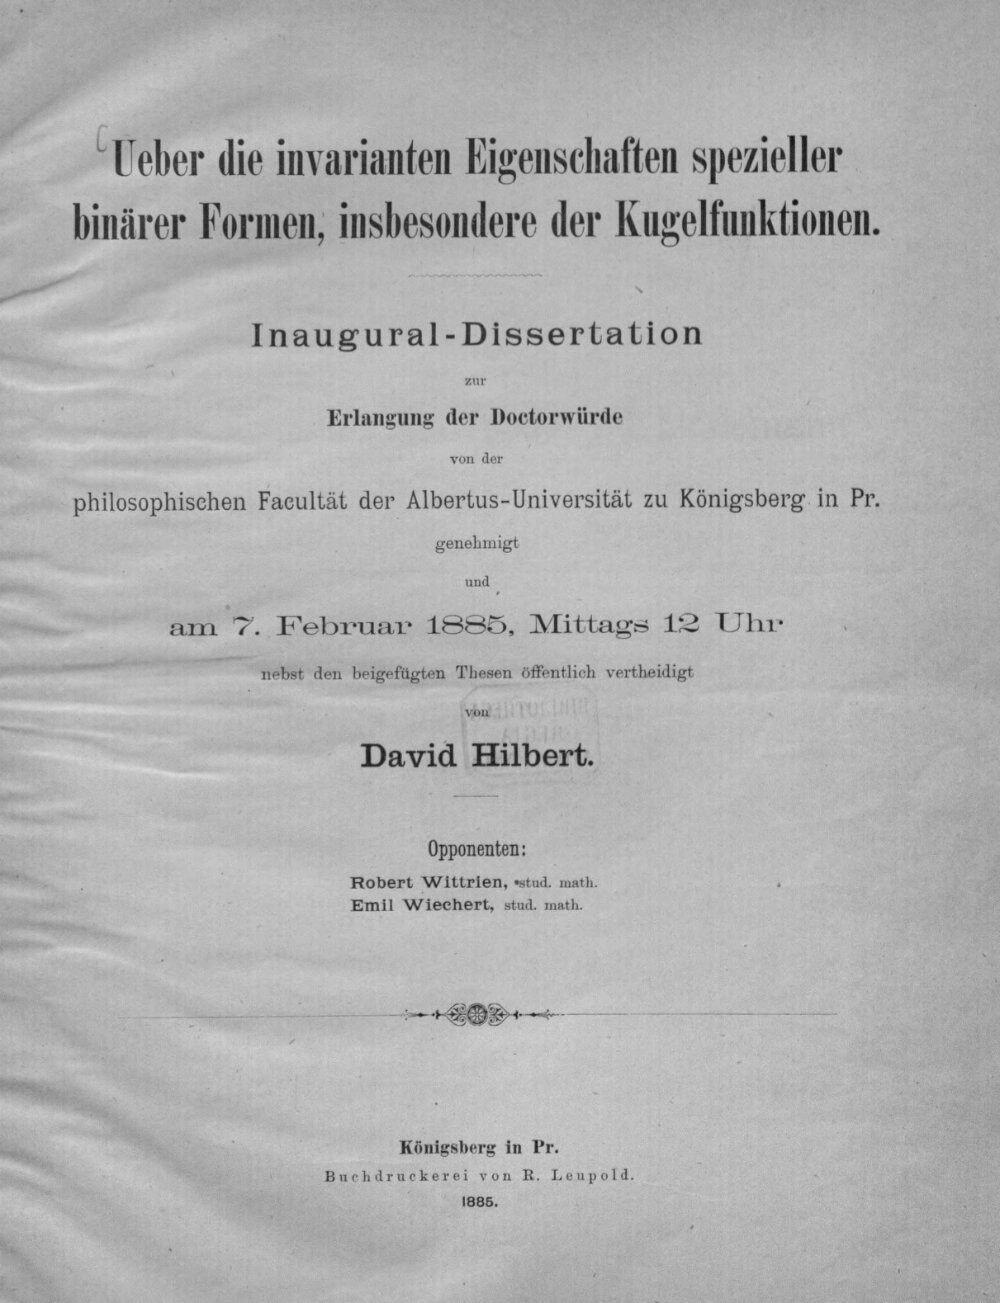 Ueber die invarianten Eigenschaften spezieller
binärer Formen, insbesondere der Kugelfunktionen.
Inaugural-Dissertation
zur
Erlangung der Doctorwürde
von der
philosophischen Facultät der Albertus-Universität zu Königsberg in Pr.
genehmigt
und
am 7. Februar 1885, Mittags 12 Uhr
nebst den beigefügten Thesen öffentlich vertheidigt
von
David Hilbert.
Opponenten:
Robert Wittrien, stud. math.
Emil Wiechert, stud. math.
Königsberg in Pr.
Buchdruckerei von R. Leupold.
1885.